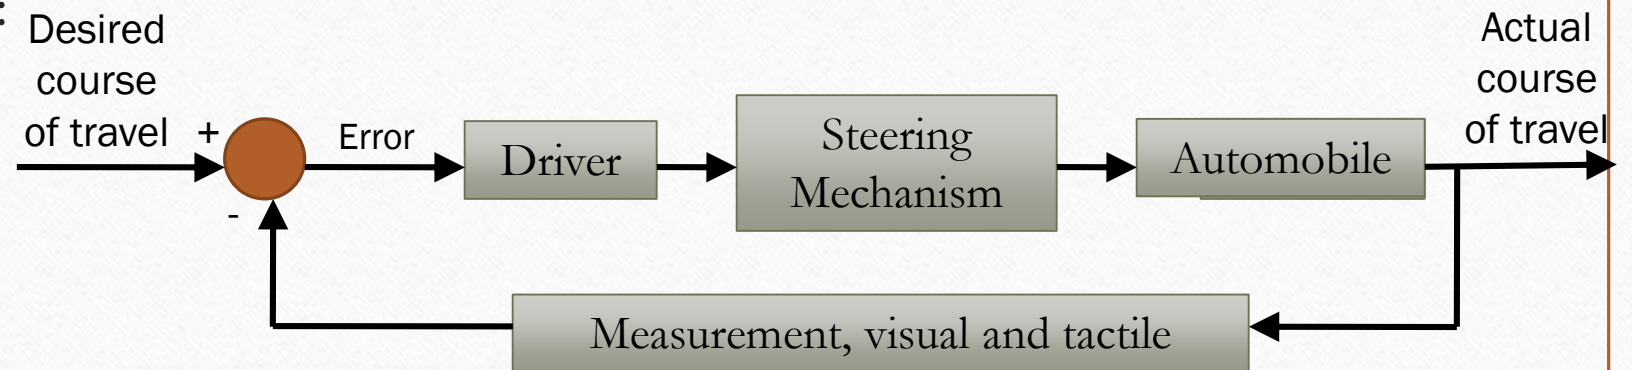 :
Desired
course
of travel
+
-
Error
Driver
Steering
Mechanism
Automobile
Actual
course
of travel
Measurement, visual and tactile